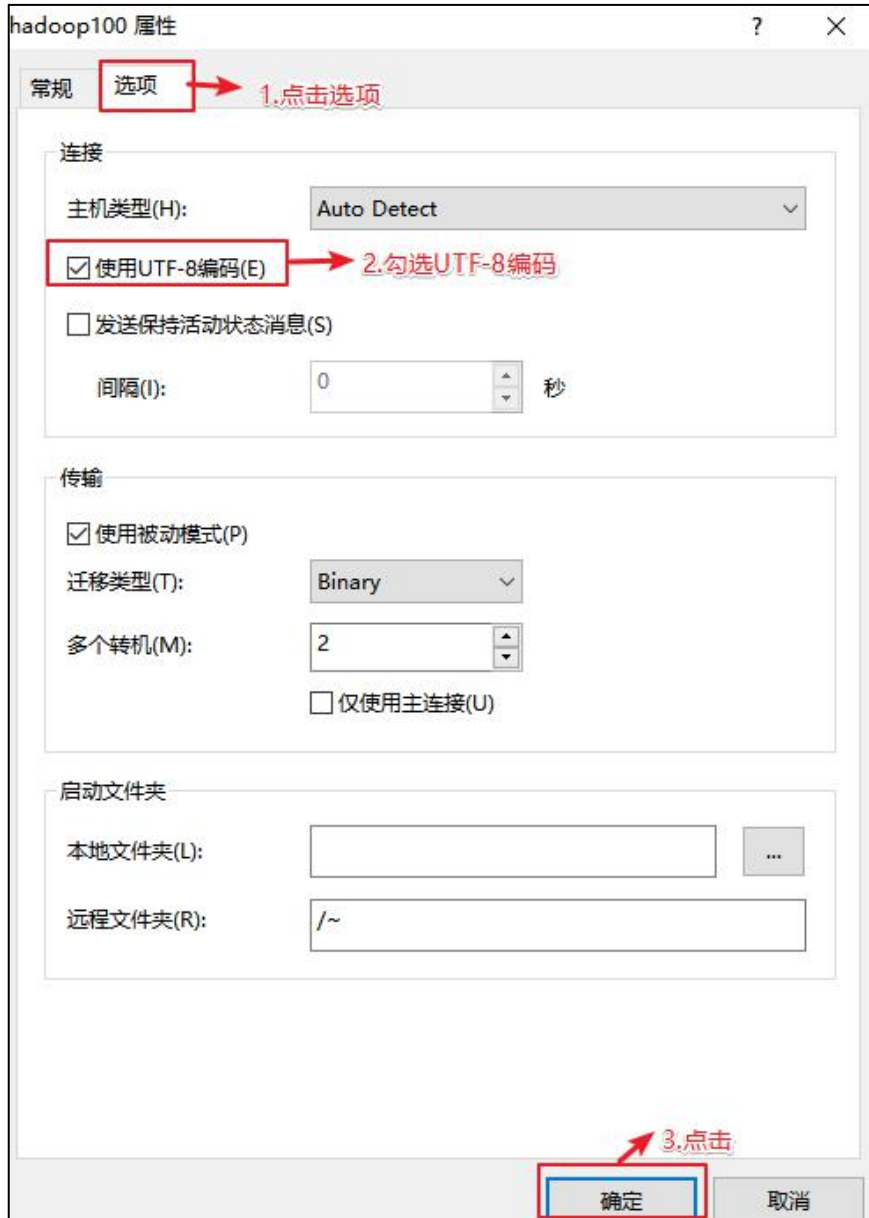 hadoop100 属性
常规 选项 1.点击选项
连接
主机类型(H): Auto Detect
使用UTF-8编码(E) 2.勾选UTF-8编码
发送保持活动状态消息(S)
间隔(I): 0 秒
传输
使用被动模式(P)
迁移类型(T): Binary
多个转机(M): 2
仅使用主连接(U)
启动文件夹
本地文件夹(L): ...
远程文件夹(R): /~
3.点击
确定 取消